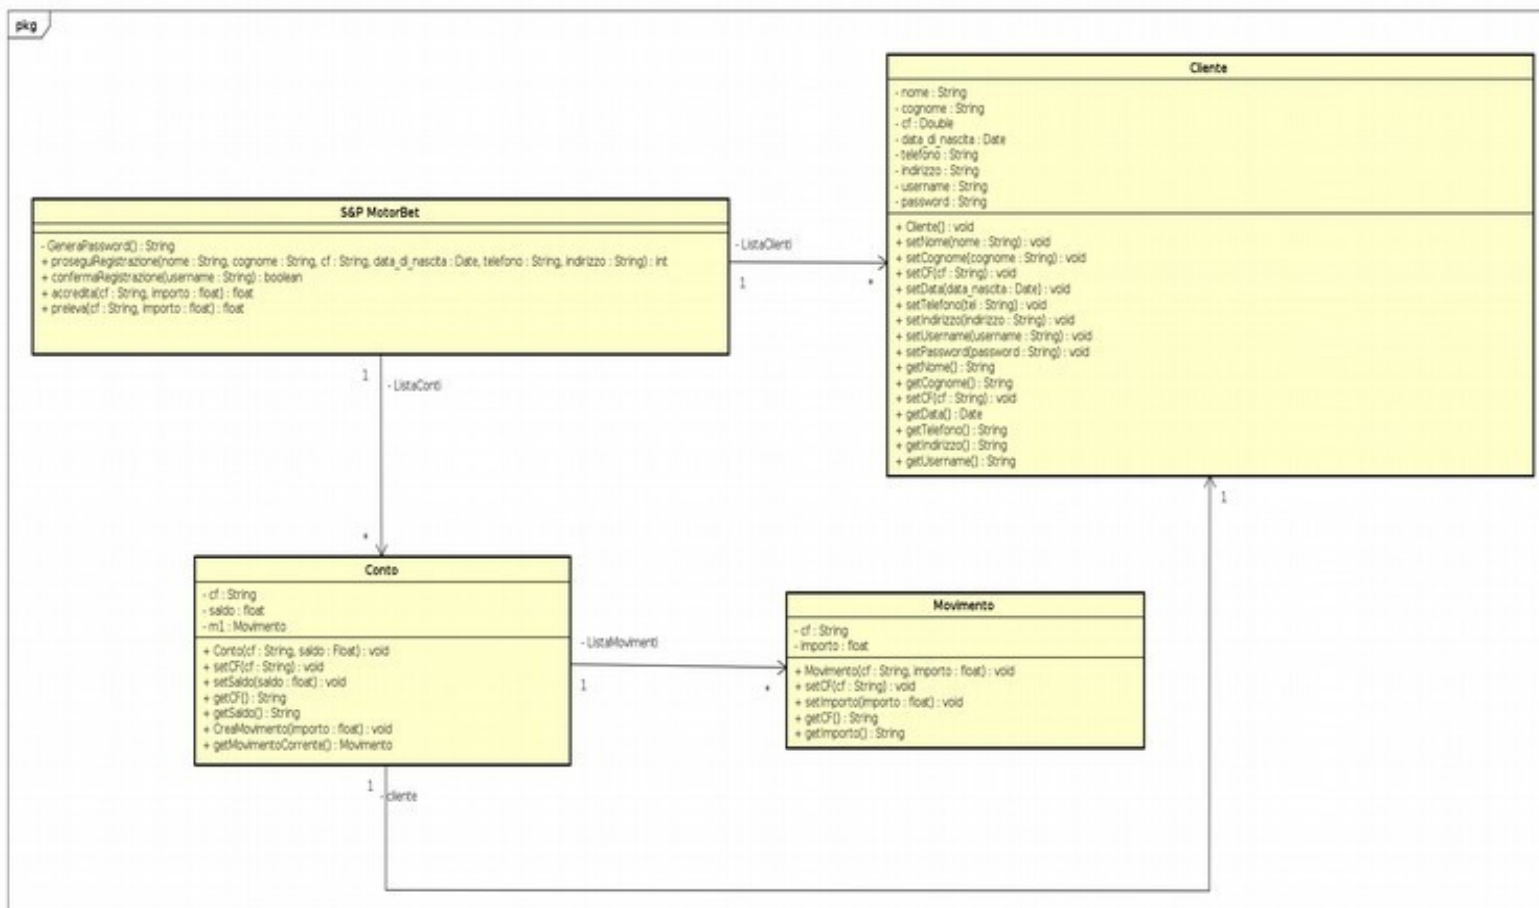 pkg
Cliente
- nome : String
- cognome : String
- cf : Double
- data_di_nascita : Date
- telefono : String
- indirizzo : String
- username : String
- password : String
+ Cliente() : void
+ setNome(nome : String) : void
+ setCognome(cognome : String) : void
+ setCF(cf : String) : void
+ setData(data_nascita : Date) : void
+ setTelefono(tel : String) : void
+ setIndirizzo(indirizzo : String) : void
+ setUsername(username : String) : void
+ setPassword(password : String) : void
+ getNome() : String
+ getCognome() : String
+ setCF(cf : String) : void
+ getData() : Date
+ getTelefono() : String
+ getIndirizzo() : String
+ getUsername() : String
S&P MotorBet
- GeneraPassword() : String
+ proseguiRegistrazione(nome : String, cognome : String, cf : String, data_di_nascita : Date, telefono : String, indirizzo : String) : int
+ confermaRegistrazione(username : String) : boolean
+ accredita(cf : String, importo : float) : float
+ preleva(cf : String, importo : float) : float
- ListaClienti
1
*
1
- ListaConti
*
1
Conto
- cf : String
- saldo : float
- m1 : Movimento
+ Conto(cf : String, saldo : Float) : void
+ setCF(cf : String) : void
+ setSaldo(saldo : float) : void
+ getCF() : String
+ getSaldo() : String
+ CreaMovimento(importo : float) : void
+ getMovimentoCorrente() : Movimento
- ListaMovimenti
1
*
Movimento
- cf : String
- importo : float
+ Movimento(cf : String, importo : float) : void
+ setCF(cf : String) : void
+ setImporto(importo : float) : void
+ getCF() : String
+ getImporto() : String
1
- cliente